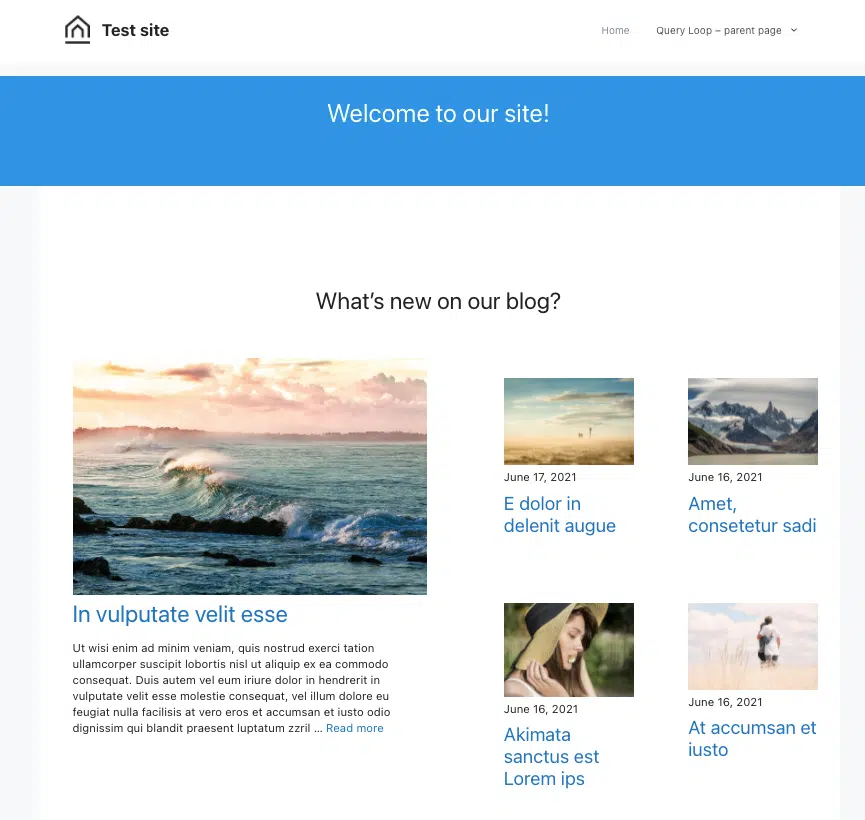 Test site
Home
Query Loop – parent page
Welcome to our site!
What’s new on our blog?
In vulputate velit esse
Ut wisi enim ad minim veniam, quis nostrud exerci tation
ullamcorper suscipit lobortis nisl ut aliquip ex ea commodo
consequat. Duis autem vel eum iriure dolor in hendrerit in
vulputate velit esse molestie consequat, vel illum dolore eu
feugiat nulla facilisis at vero eros et accumsan et iusto odio
dignissim qui blandit praesent luptatum zzril ... Read more
June 17, 2021
E dolor in
delenit augue
June 16, 2021
Amet,
consetetur sadi
June 16, 2021
Akimata
sanctus est
Lorem ips
June 16, 2021
At accumsan et
iusto